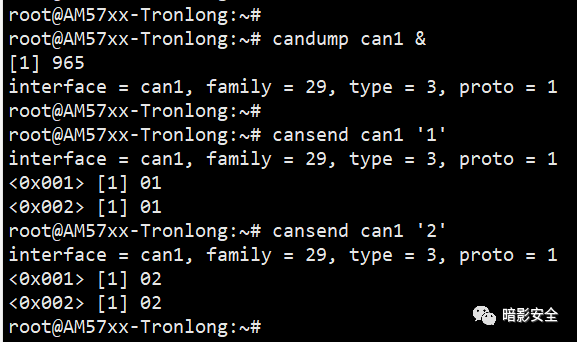 root@AM57xx-Tronlong:~#
root@AM57xx-Tronlong:~# candump can1 &
[1] 965
interface = can1, family = 29, type = 3, proto = 1
root@AM57xx-Tronlong:~#
root@AM57xx-Tronlong:~# cansend can1 '1'
interface = can1, family = 29, type = 3, proto = 1
<0x001> [1] 01
<0x002> [1] 01
root@AM57xx-Tronlong:~# cansend can1 '2'
interface = can1, family = 29, type = 3, proto = 1
<0x001> [1] 02
<0x002> [1] 02
root@AM57xx-Tronlong:~#
暗影安全